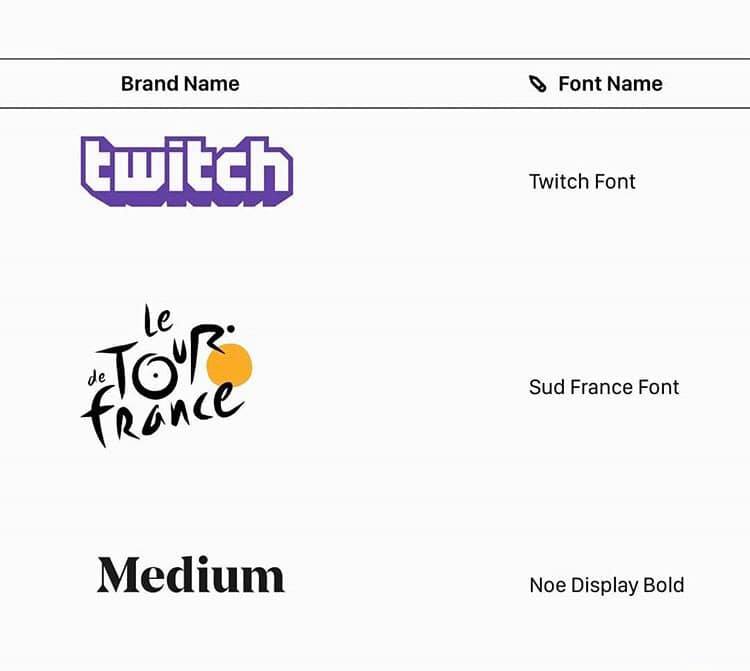 Brand Name Font Name
twitch Twitch Font
Le
TOUR
de
France Sud France Font
Medium Noe Display Bold